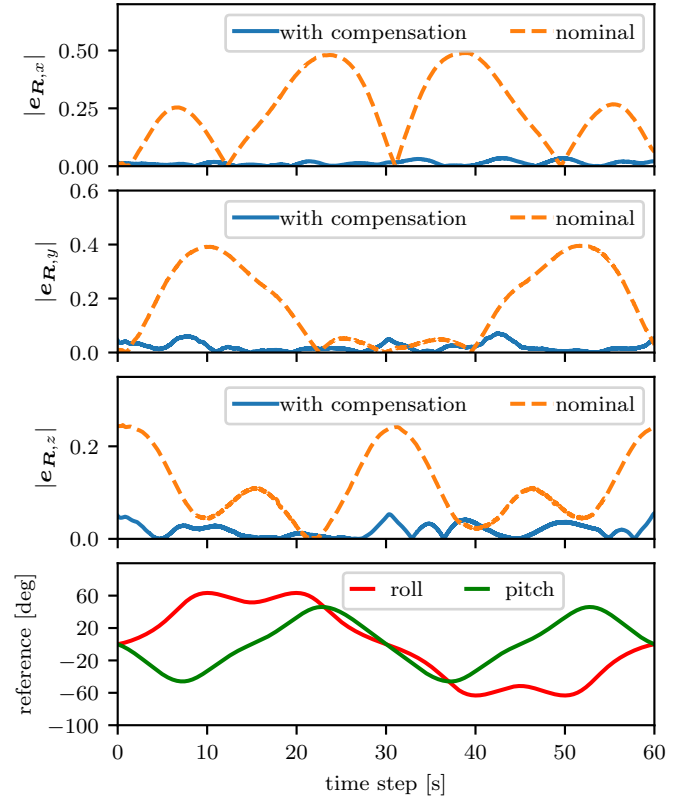 with compensation nominal
0.50
0.25
0.00
|e_R,x|
with compensation nominal
0.6
0.4
0.2
0.0
|e_R,y|
with compensation nominal
0.2
0.0
|e_R,z|
roll pitch
60
20
−20
−60
−100
reference [deg]
0 10 20 30 40 50 60
time step [s]